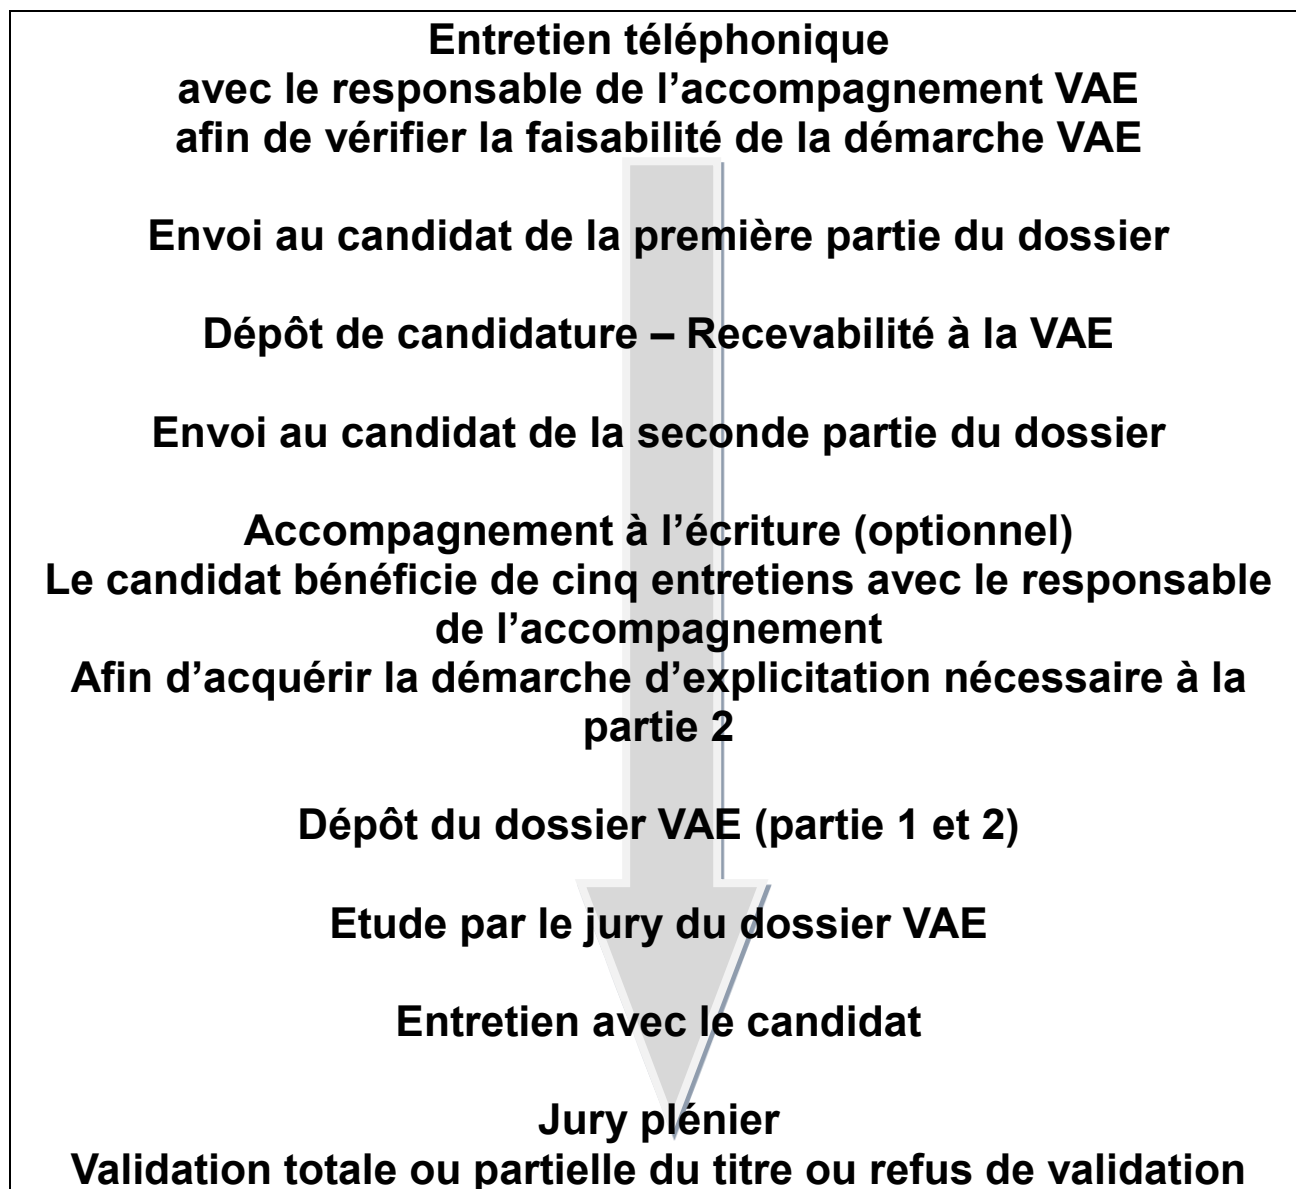 Entretien téléphonique
avec le responsable de l’accompagnement VAE
afin de vérifier la faisabilité de la démarche VAE
Envoi au candidat de la première partie du dossier
Dépôt de candidature – Recevabilité à la VAE
Envoi au candidat de la seconde partie du dossier
Accompagnement à l’écriture (optionnel)
Le candidat bénéficie de cinq entretiens avec le responsable
de l’accompagnement
Afin d’acquérir la démarche d’explicitation nécessaire à la
partie 2
Dépôt du dossier VAE (partie 1 et 2)
Etude par le jury du dossier VAE
Entretien avec le candidat
Jury plénier
Validation totale ou partielle du titre ou refus de validation